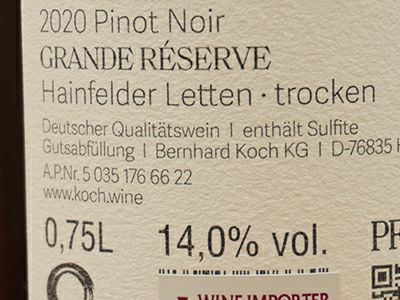 2020 Pinot Noir
GRANDE RÉSERVE
Hainfelder Letten · trocken
Deutscher Qualitätswein I enthält Sulfite
Gutsabfüllung I Bernhard Koch KG I D-76835 H
A.P.Nr. 5 035 176 66 22
www.koch.wine
0,75L 14,0% vol. PR
WINE IMPORTER